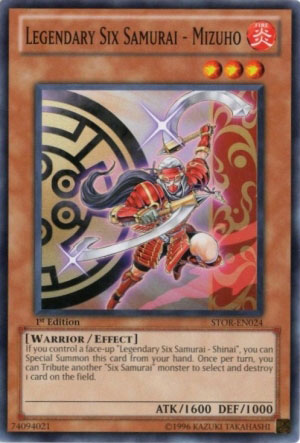 LEGENDARY SIX SAMURAI - MIZUHO
FIRE
炎
1st Edition
STOR-EN024
[WARRIOR / EFFECT]
If you control a face-up "Legendary Six Samurai - Shinai", you can
Special Summon this card from your hand. Once per turn, you
can Tribute another "Six Samurai" monster to select and destroy
1 card on the field.
ATK/1600 DEF/1000
74094021
©1996 KAZUKI TAKAHASHI